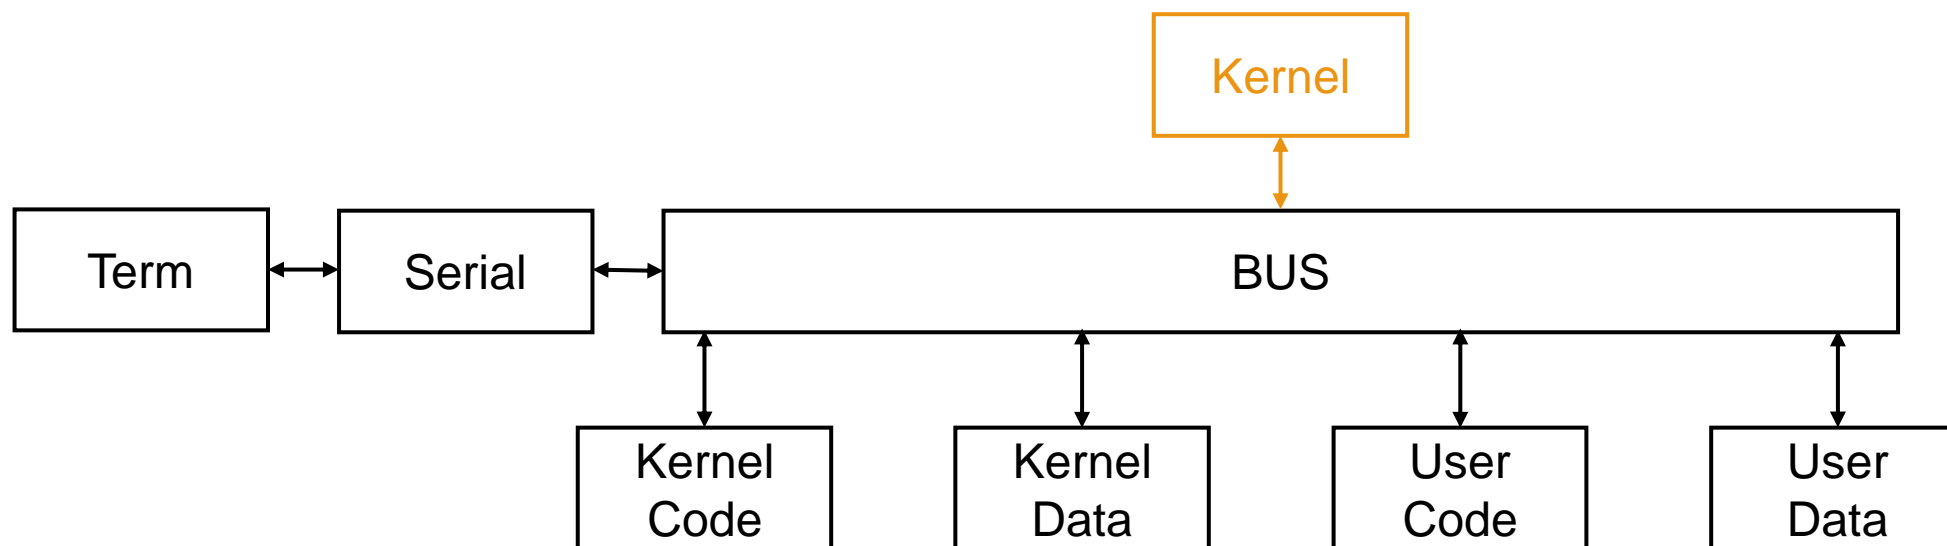 Kernel
Term
Serial
BUS
Kernel
Code
Kernel
Data
User
Code
User
Data